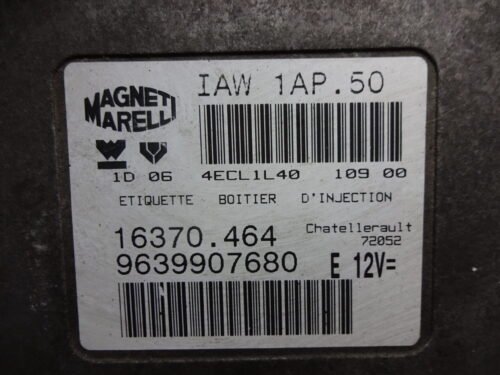 MAGNETI MARELLI
IAW 1AP.50
1D 06 4ECL1L40 109 00
ETIQUETTE BOITIER D'INJECTION
16370.464
Chatellerault
72052
9639907680 E 12V=